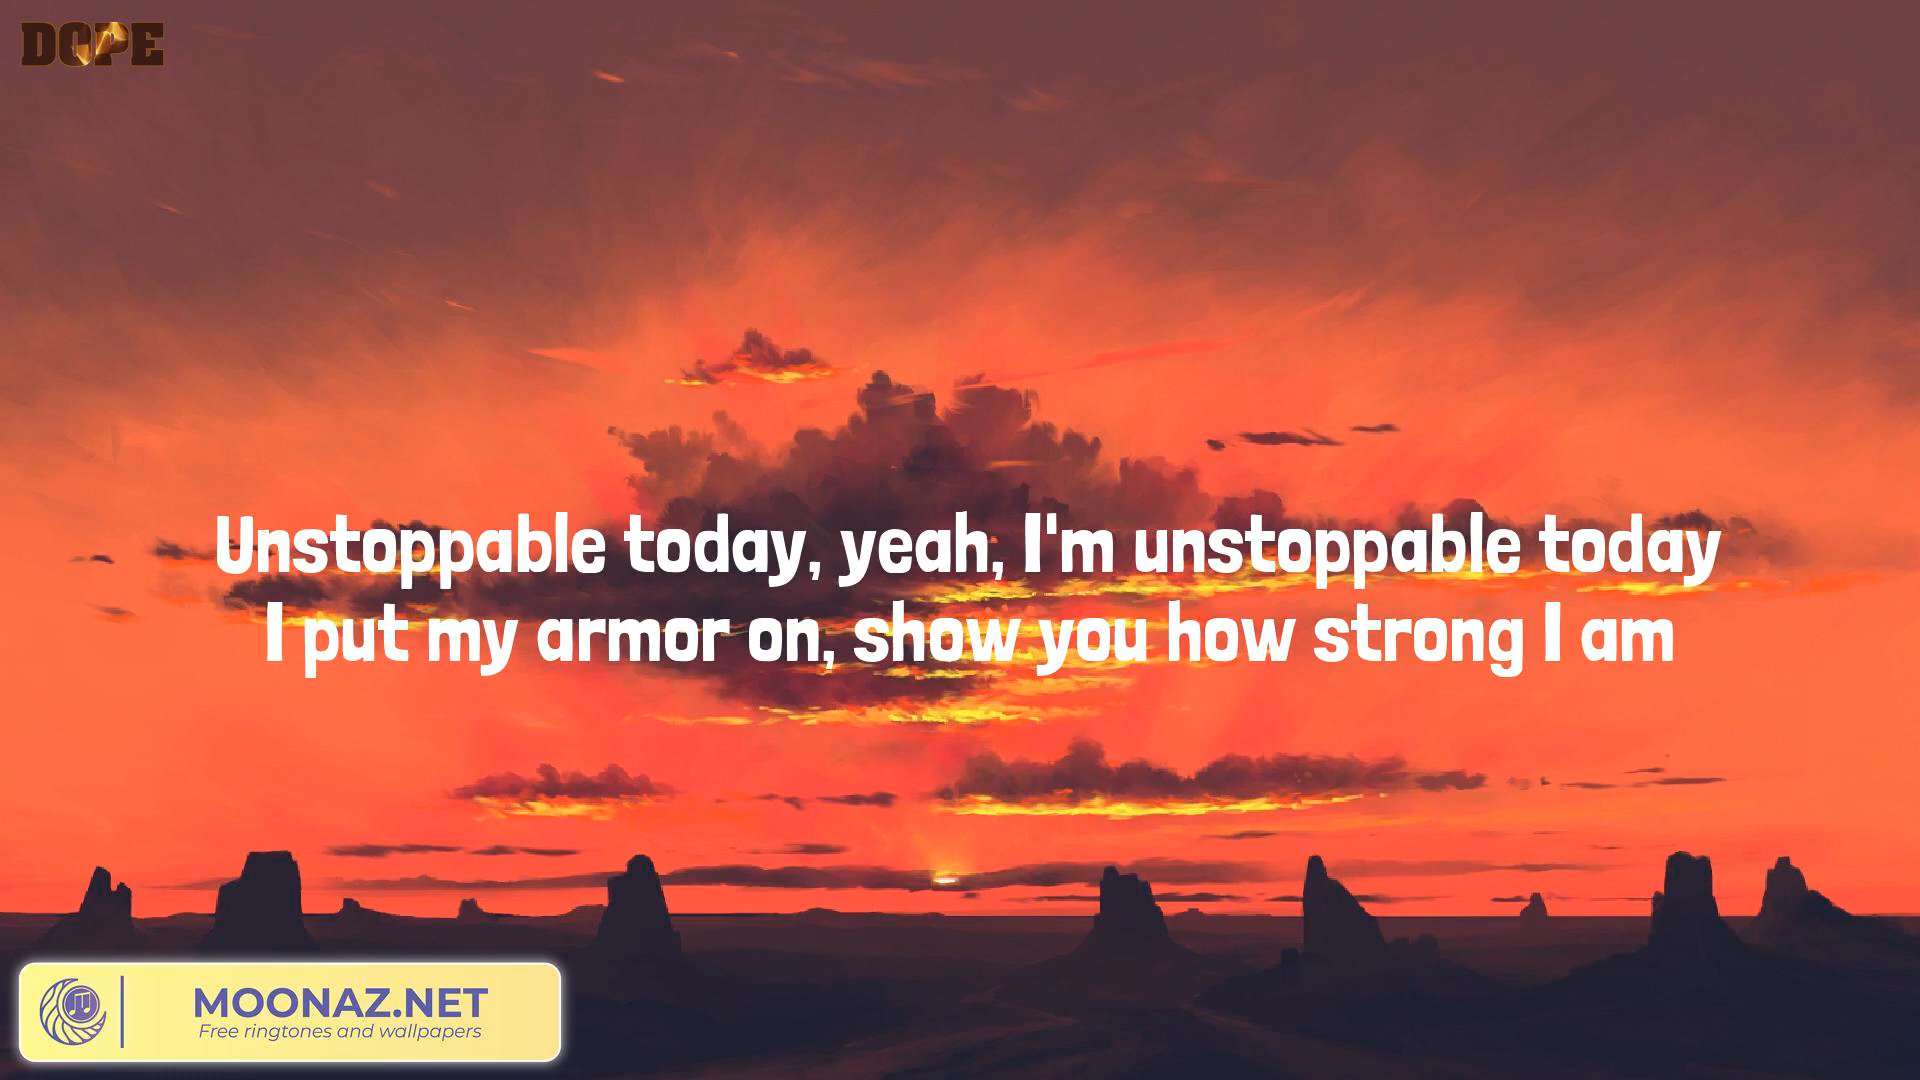 DOPE
Unstoppable today, yeah, I'm unstoppable today
I put my armor on, show you how strong I am
MOONAZ.NET
Free ringtones and wallpapers